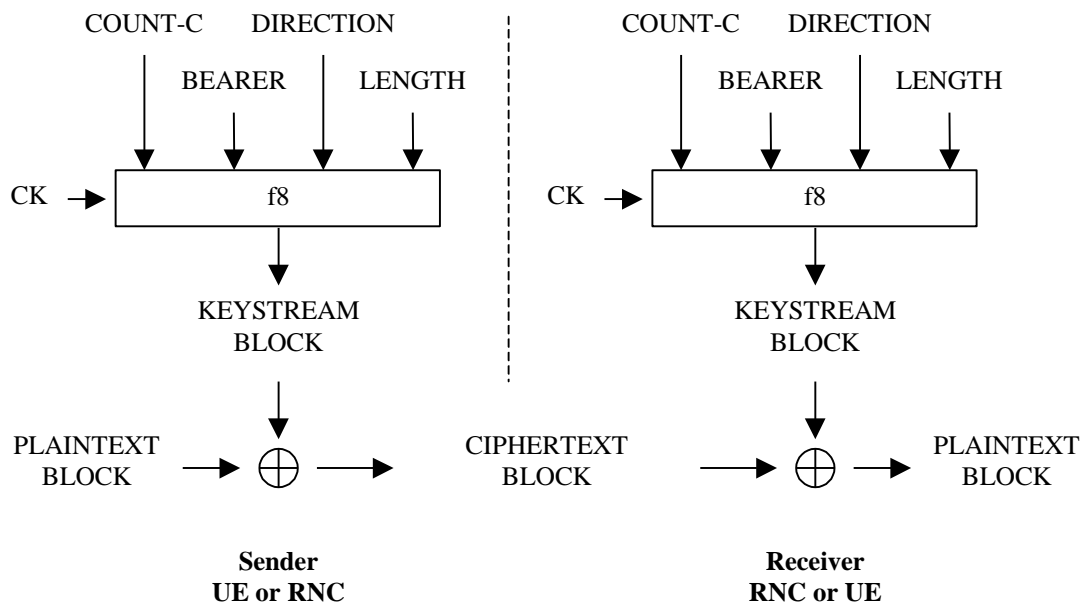 COUNT-C DIRECTION
BEARER LENGTH
CK
f8
KEYSTREAM
BLOCK
PLAINTEXT
BLOCK
Sender
UE or RNC
CIPHERTEXT
BLOCK
COUNT-C DIRECTION
BEARER LENGTH
CK
f8
KEYSTREAM
BLOCK
PLAINTEXT
BLOCK
Receiver
RNC or UE